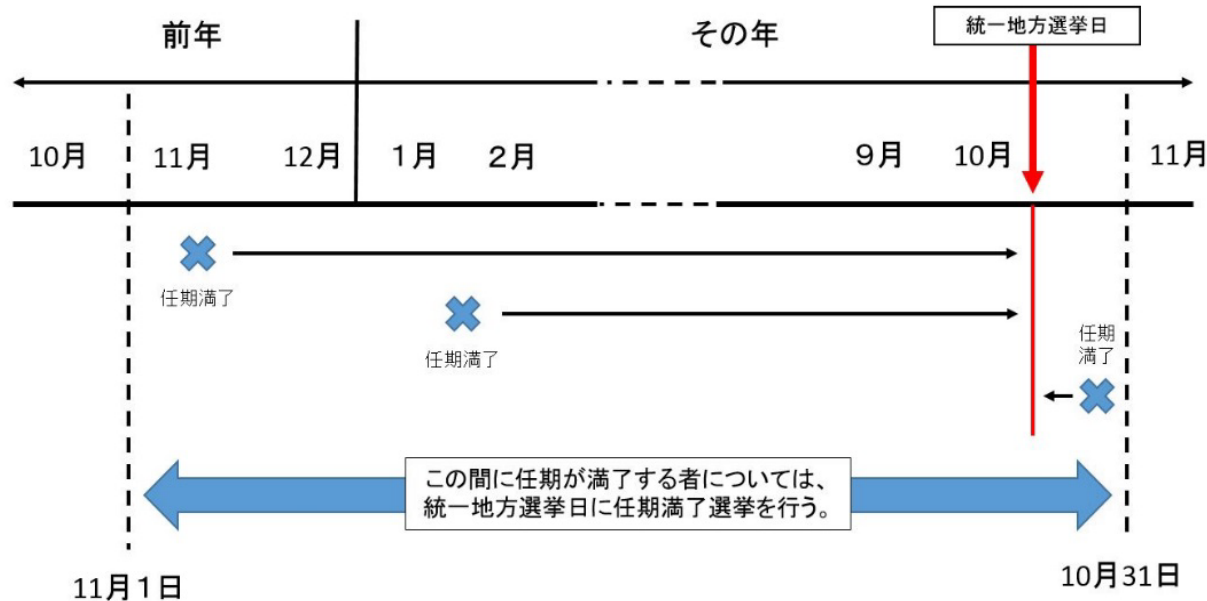 前年
その年
統一地方選挙日
10月
11月
12月
１月
２月
９月
10月
11月
任期満了
任期満了
任期
満了
この間に任期が満了する者については、
統一地方選挙日に任期満了選挙を行う。
11月１日
10月31日